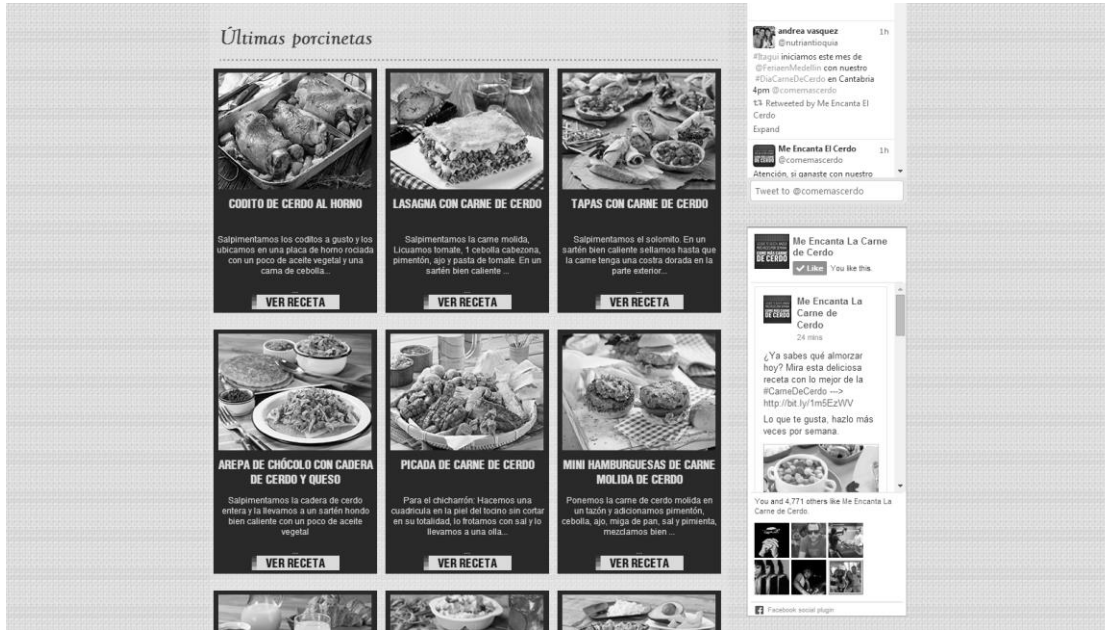 Últimas porcinetas
CODITO DE CERDO AL HORNO
Salpimentamos los coditos a gusto y los
ubicamos en una placa de horno rociada
con un poco de aceite vegetal y una
cama de cebolla...
...
VER RECETA
LASAGNA CON CARNE DE CERDO
Salpimentamos la carne molida,
Licuamos tomate, 1 cebolla cabezona,
pimentón, ajo y pasta de tomate. En un
sartén bien caliente ...
...
VER RECETA
TAPAS CON CARNE DE CERDO
Salpimentamos el solomito. En un
sartén bien caliente sellamos hasta que
la carne tenga una costra dorada en la
parte exterior...
...
VER RECETA
AREPA DE CHÓCOLO CON CADERA
DE CERDO Y QUESO
Salpimentamos la cadera de cerdo
entera y la llevamos a un sartén hondo
bien caliente con un poco de aceite
vegetal
...
VER RECETA
PICADA DE CARNE DE CERDO
Para el chicharrón: Hacemos una
cuadricula en la piel del tocino sin cortar
en su totalidad, lo frotamos con sal y lo
llevamos a una olla...
...
VER RECETA
MINI HAMBURGUESAS DE CARNE
MOLIDA DE CERDO
Ponemos la carne de cerdo molida en
un tazón y adicionamos pimentón,
cebolla, ajo, miga de pan, sal y pimienta,
mezclamos bien ...
...
VER RECETA
andrea vasquez 1h
@nutriantioquia
#Itagui iniciamos este mes de
@FeriaenMedellin con nuestro
#DiaCarneDeCerdo en Cantabria
4pm @comemascerdo
Retweeted by Me Encanta El
Cerdo
Expand
Me Encanta El Cerdo 1h
@comemascerdo
Atención, si ganaste con nuestro
Tweet to @comemascerdo
Me Encanta La Carne
de Cerdo
Like You like this.
DE CERDO
Me Encanta La
Carne de
Cerdo
24 mins
DE CERDO
¿Ya sabes qué almorzar
hoy? Mira esta deliciosa
receta con lo mejor de la
#CarneDeCerdo --->
http://bit.ly/1m5EzWV
Lo que te gusta, hazlo más
veces por semana.
You and 4,771 others like Me Encanta La
Carne de Cerdo.
Facebook social plugin